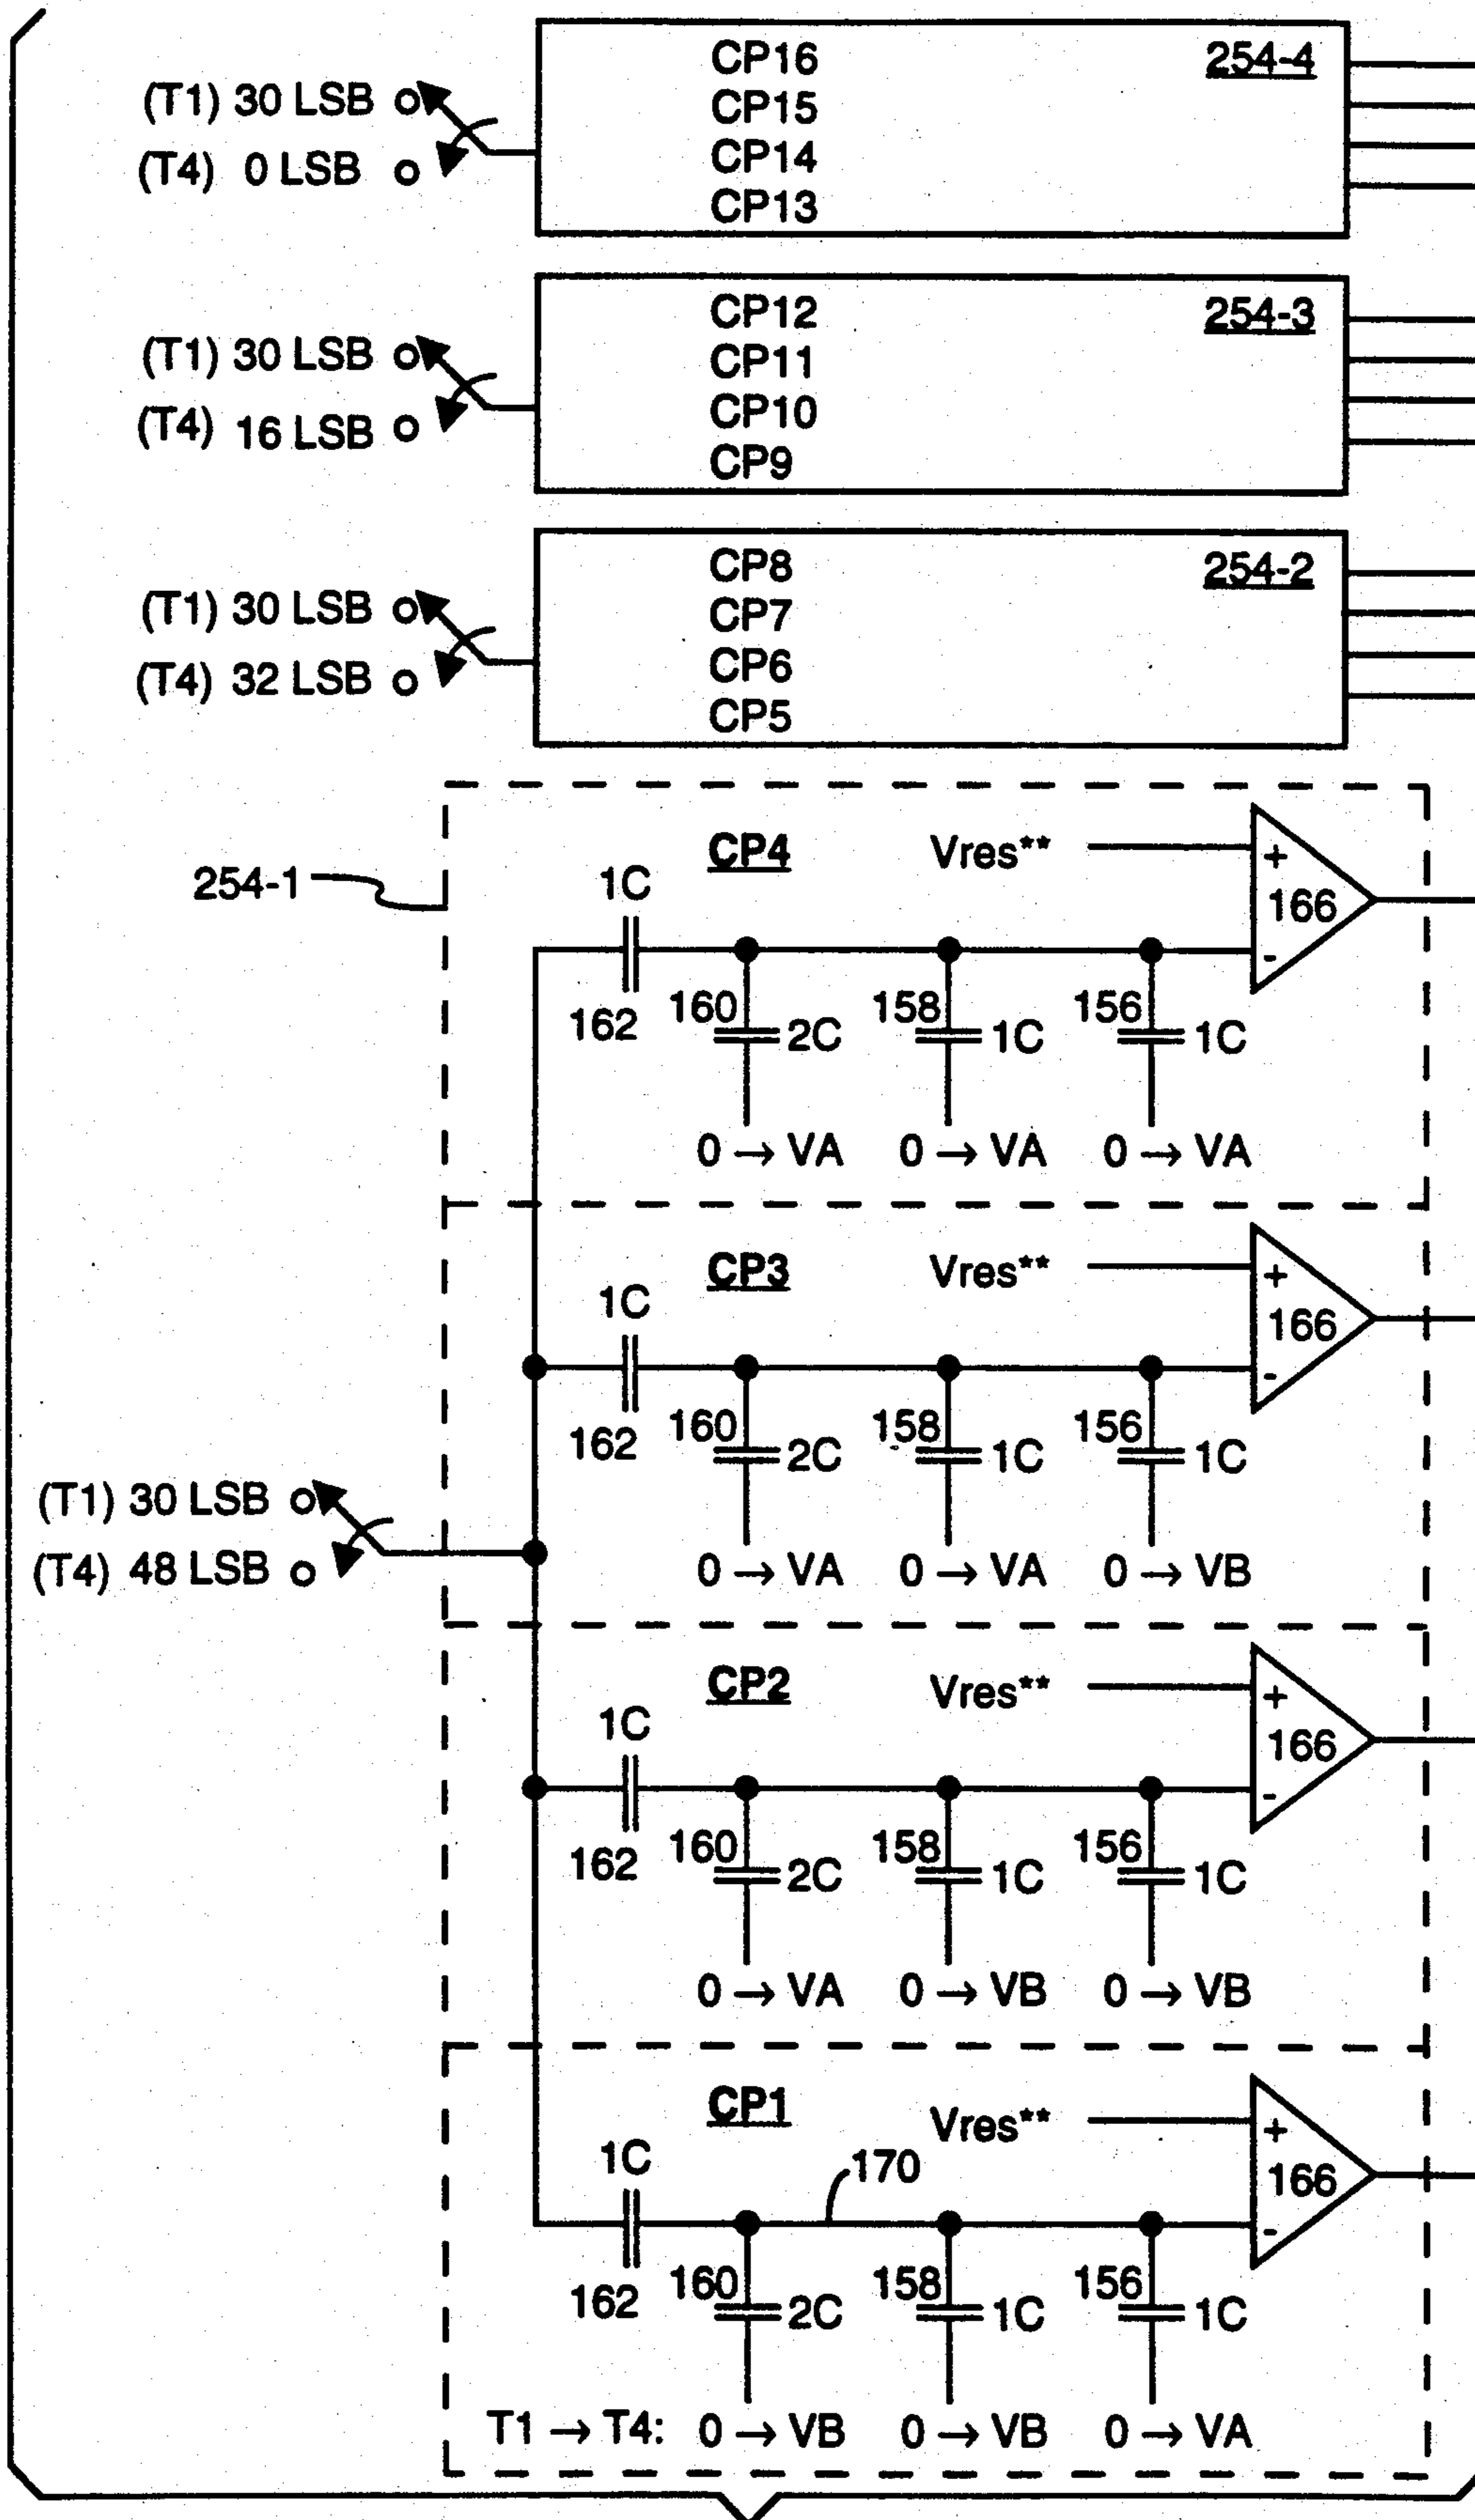 CP16 254-4
(T1) 30 LSB CP15
(T4) 0 LSB CP14
CP13
CP12 254-3
(T1) 30 LSB CP11
(T4) 16 LSB CP10
CP9
CP8 254-2
(T1) 30 LSB CP7
(T4) 32 LSB CP6
CP5
254-1
CP4 Vres** +
1C 166
-
162 160 2C 158 1C 156 1C
0 → VA 0 → VA 0 → VA
CP3 Vres** +
1C 166
-
162 160 2C 158 1C 156 1C
(T1) 30 LSB
(T4) 48 LSB
0 → VA 0 → VA 0 → VB
CP2 Vres** +
1C 166
-
162 160 2C 158 1C 156 1C
0 → VA 0 → VB 0 → VB
CP1 Vres** +
1C 170 166
-
162 160 2C 158 1C 156 1C
T1 → T4: 0 → VB 0 → VB 0 → VA